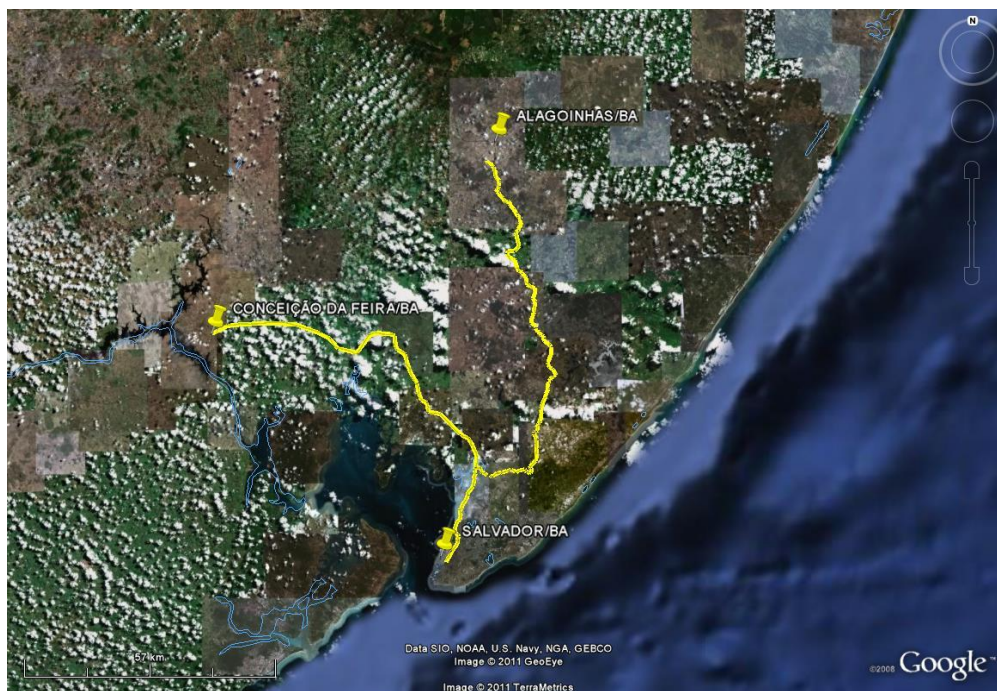 N
ALAGOINHAS/BA
CONCEIÇÃO DA FEIRA/BA
SALVADOR/BA
57 km
Data SIO, NOAA, U.S. Navy, NGA, GEBCO
Image © 2011 GeoEye
©2008 Google™
Image © 2011 TerraMetrics